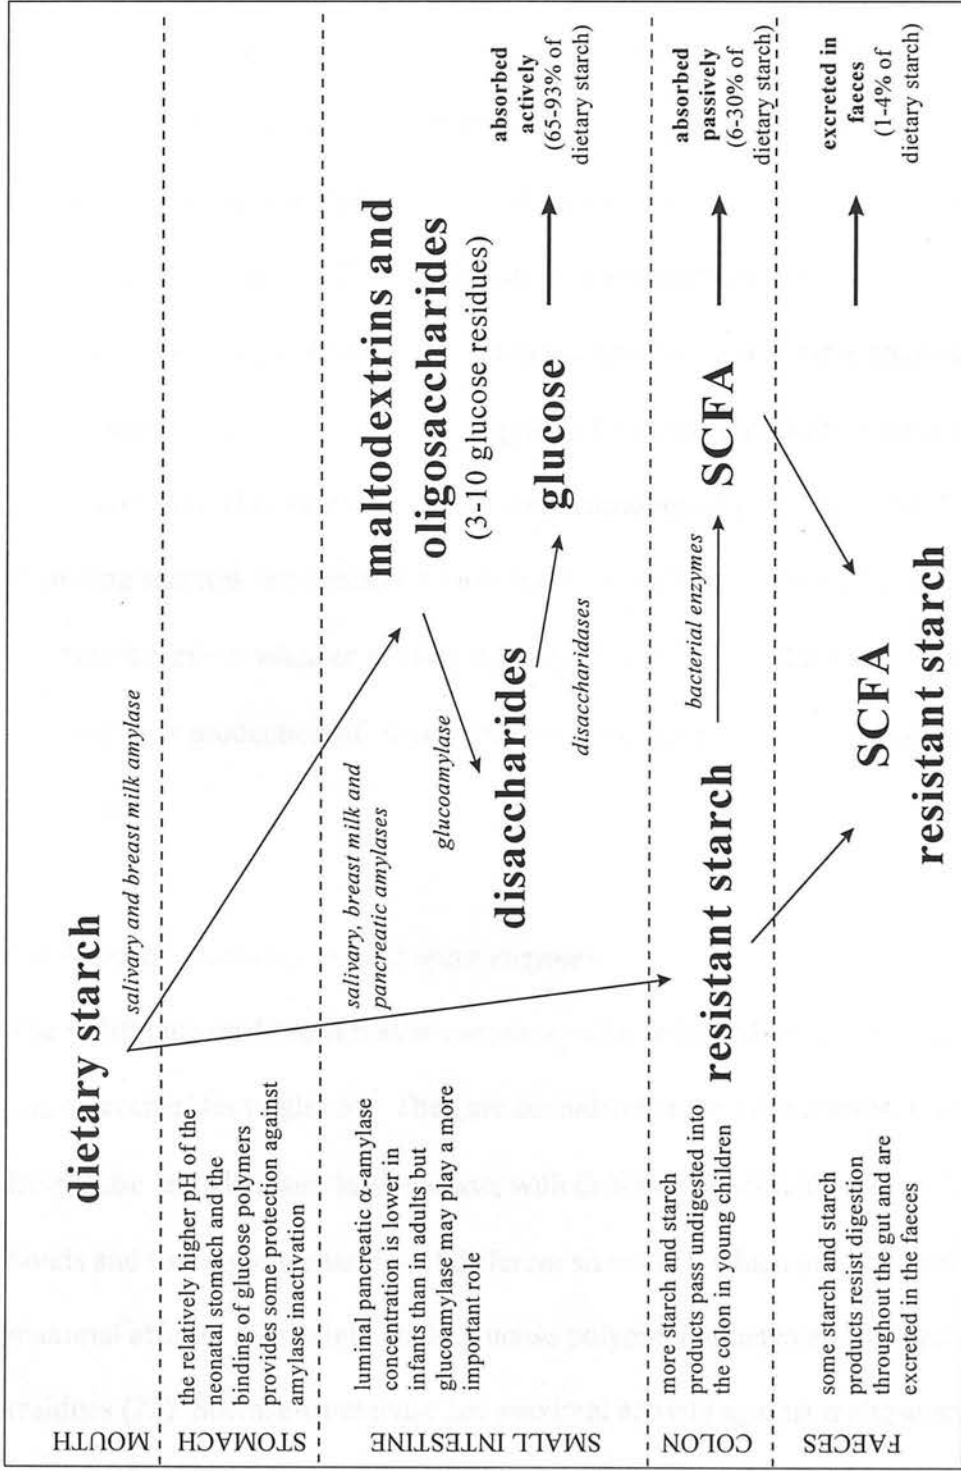 MOUTH
dietary starch
salivary and breast milk amylase
STOMACH
the relatively higher pH of the
neonatal stomach and the
binding of glucose polymers
provides some protection against
amylase inactivation
SMALL INTESTINE
luminal pancreatic α-amylase
concentration is lower in
infants than in adults but
glucoamylase may play a more
important role
salivary, breast milk and
pancreatic amylases
maltodextrins and
oligosaccharides
(3-10 glucose residues)
glucoamylase
disaccharides
disaccharidases
glucose
absorbed
actively
(65-93% of
dietary starch)
COLON
more starch and starch
products pass undigested into
the colon in young children
resistant starch
bacterial enzymes
SCFA
absorbed
passively
(6-30% of
dietary starch)
FAECES
some starch and starch
products resist digestion
throughout the gut and are
excreted in the faeces
SCFA
resistant starch
excreted in
faeces
(1-4% of
dietary starch)